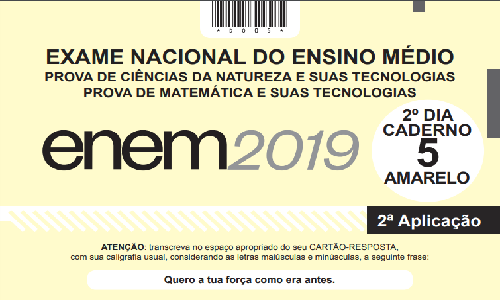 *DO05*
EXAME NACIONAL DO ENSINO MÉDIO
PROVA DE CIÊNCIAS DA NATUREZA E SUAS TECNOLOGIAS
PROVA DE MATEMÁTICA E SUAS TECNOLOGIAS
enem2019
2º DIA
CADERNO
5
AMARELO
2ª Aplicação
ATENÇÃO: transcreva no espaço apropriado do seu CARTÃO-RESPOSTA,
com sua caligrafia usual, considerando as letras maiúsculas e minúsculas, a seguinte frase:
Quero a tua força como era antes.